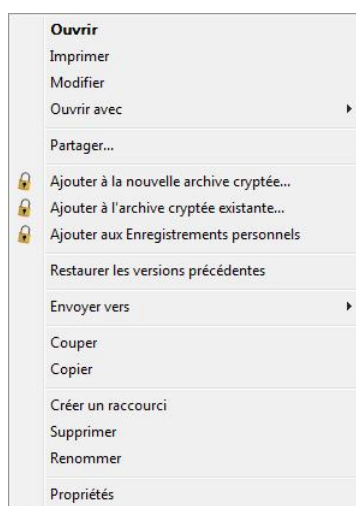 Ouvrir
Imprimer
Modifier
Ouvrir avec
Partager...
Ajouter à la nouvelle archive cryptée...
Ajouter à l'archive cryptée existante...
Ajouter aux Enregistrements personnels
Restaurer les versions précédentes
Envoyer vers
Couper
Copier
Créer un raccourci
Supprimer
Renommer
Propriétés